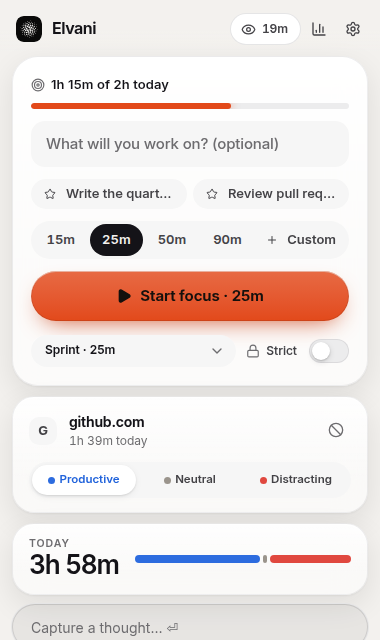 Elvani
19m
1h 15m of 2h today
What will you work on? (optional)
Write the quart...
Review pull req...
15m 25m 50m 90m + Custom
Start focus · 25m
Sprint · 25m
Strict
G
github.com
1h 39m today
Productive Neutral Distracting
TODAY
3h 58m
Capture a thought... ⏎